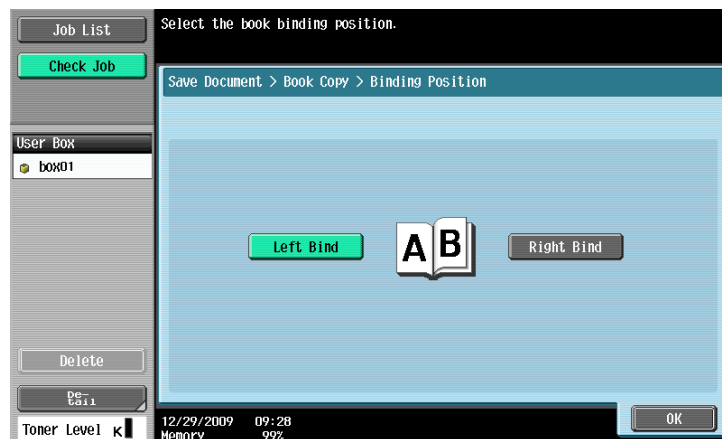 Job List
Select the book binding position.
Check Job
Save Document > Book Copy > Binding Position
User Box
box01
Left Bind
A B
Right Bind
Delete
De-
tail
OK
Toner Level K
12/29/2009 09:28
Memory 99%